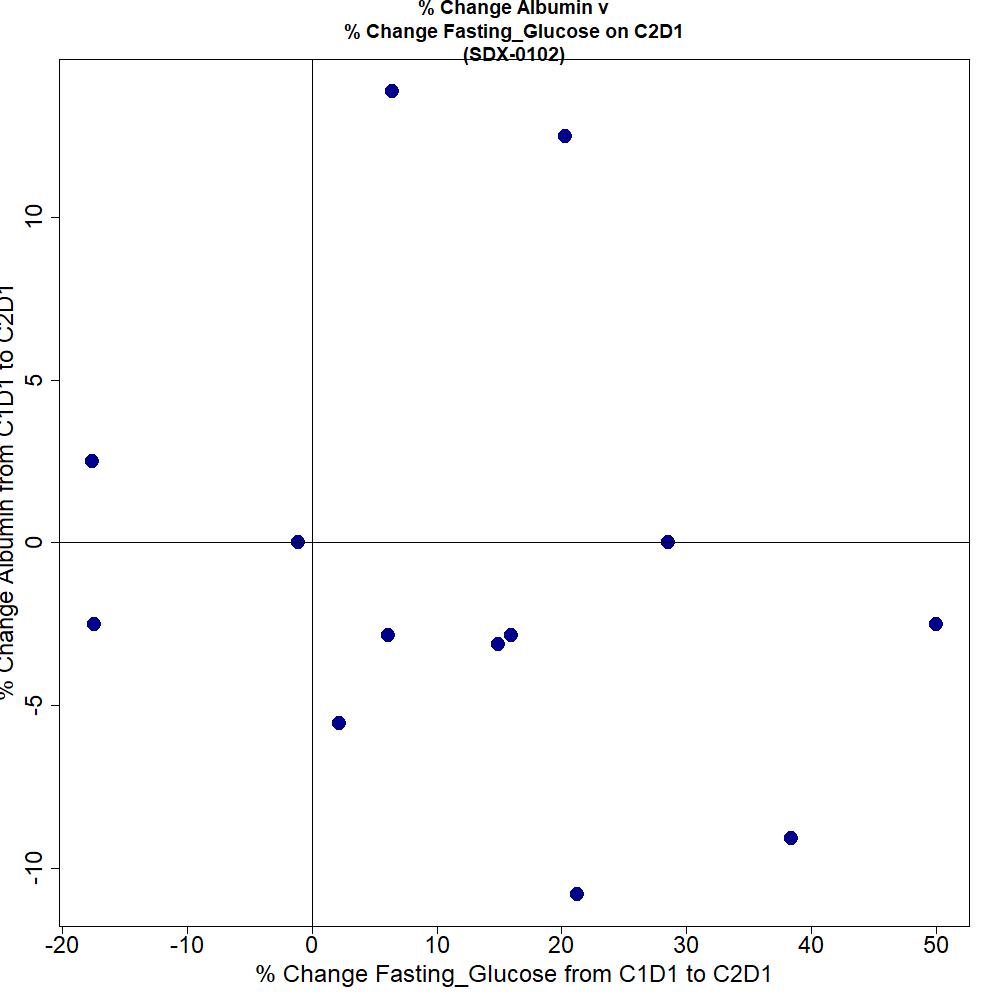 % Change Albumin v
% Change Fasting_Glucose on C2D1
(SDX-0102)
% Change Albumin from C1D1 to C2D1
10
5
0
-5
-10
-20
-10
0
10
20
30
40
50
% Change Fasting_Glucose from C1D1 to C2D1